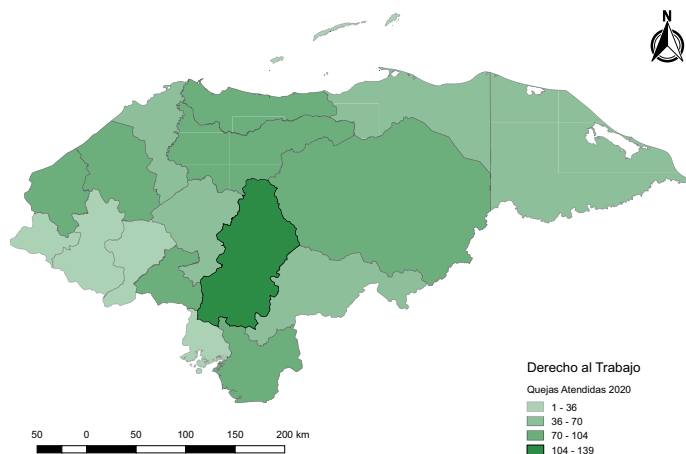 N
Derecho al Trabajo
Quejas Atendidas 2020
1 - 36
36 - 70
70 - 104
104 - 139
50 0 50 100 150 200 km